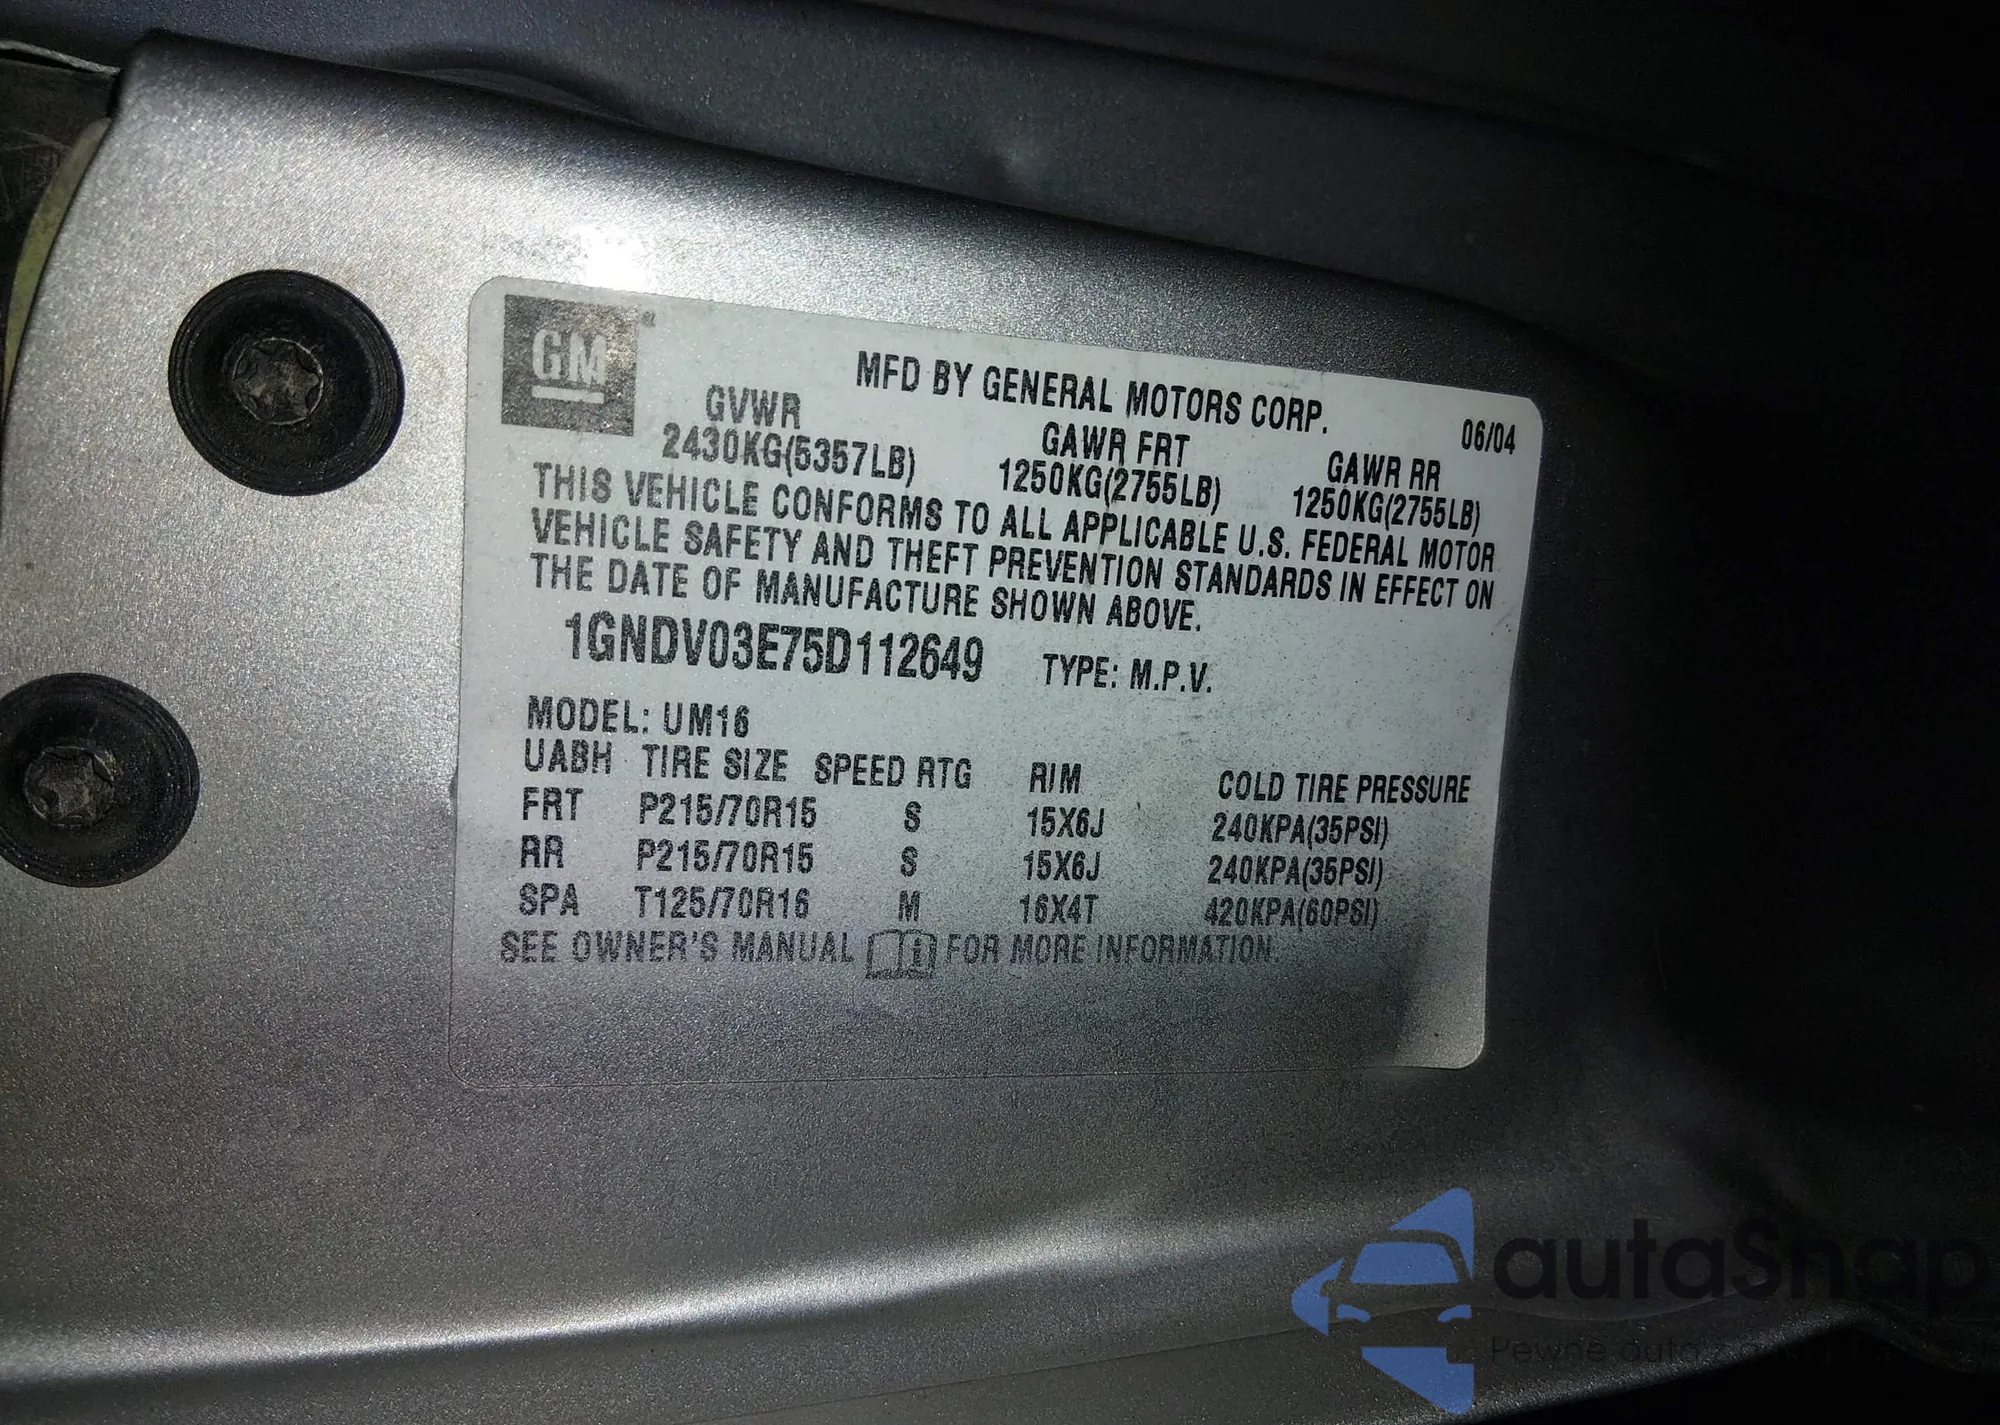 GM
MFD BY GENERAL MOTORS CORP.
06/04
GVWR GAWR FRT GAWR RR
2430KG(5357LB) 1250KG(2755LB) 1250KG(2755LB)
THIS VEHICLE CONFORMS TO ALL APPLICABLE U.S. FEDERAL MOTOR
VEHICLE SAFETY AND THEFT PREVENTION STANDARDS IN EFFECT ON
THE DATE OF MANUFACTURE SHOWN ABOVE.
1GNDV03E75D112649 TYPE: M.P.V.
MODEL: UM16
UABH TIRE SIZE SPEED RTG RIM COLD TIRE PRESSURE
FRT P215/70R15 S 15X6J 240KPA(35PSI)
RR P215/70R15 S 15X6J 240KPA(35PSI)
SPA T125/70R16 M 16X4T 420KPA(60PSI)
SEE OWNER'S MANUAL FOR MORE INFORMATION.
autaSnap
Pewne auta z